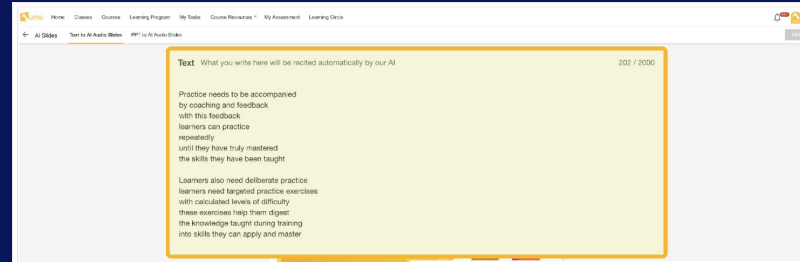 umu Home Classes Courses Learning Program My Tasks Course Resources My Assessment Learning Circle
← AI Slides Text to AI Audio Slides PPT to AI Audio Slides
Text What you write here will be recited automatically by our AI 202 / 2000
Practice needs to be accompanied
by coaching and feedback
with this feedback
learners can practice
repeatedly
until they have truly mastered
the skills they have been taught
Learners also need deliberate practice
learners need targeted practice exercises
with calculated levels of difficulty
these exercises help them digest
the knowledge taught during training
into skills they can apply and master